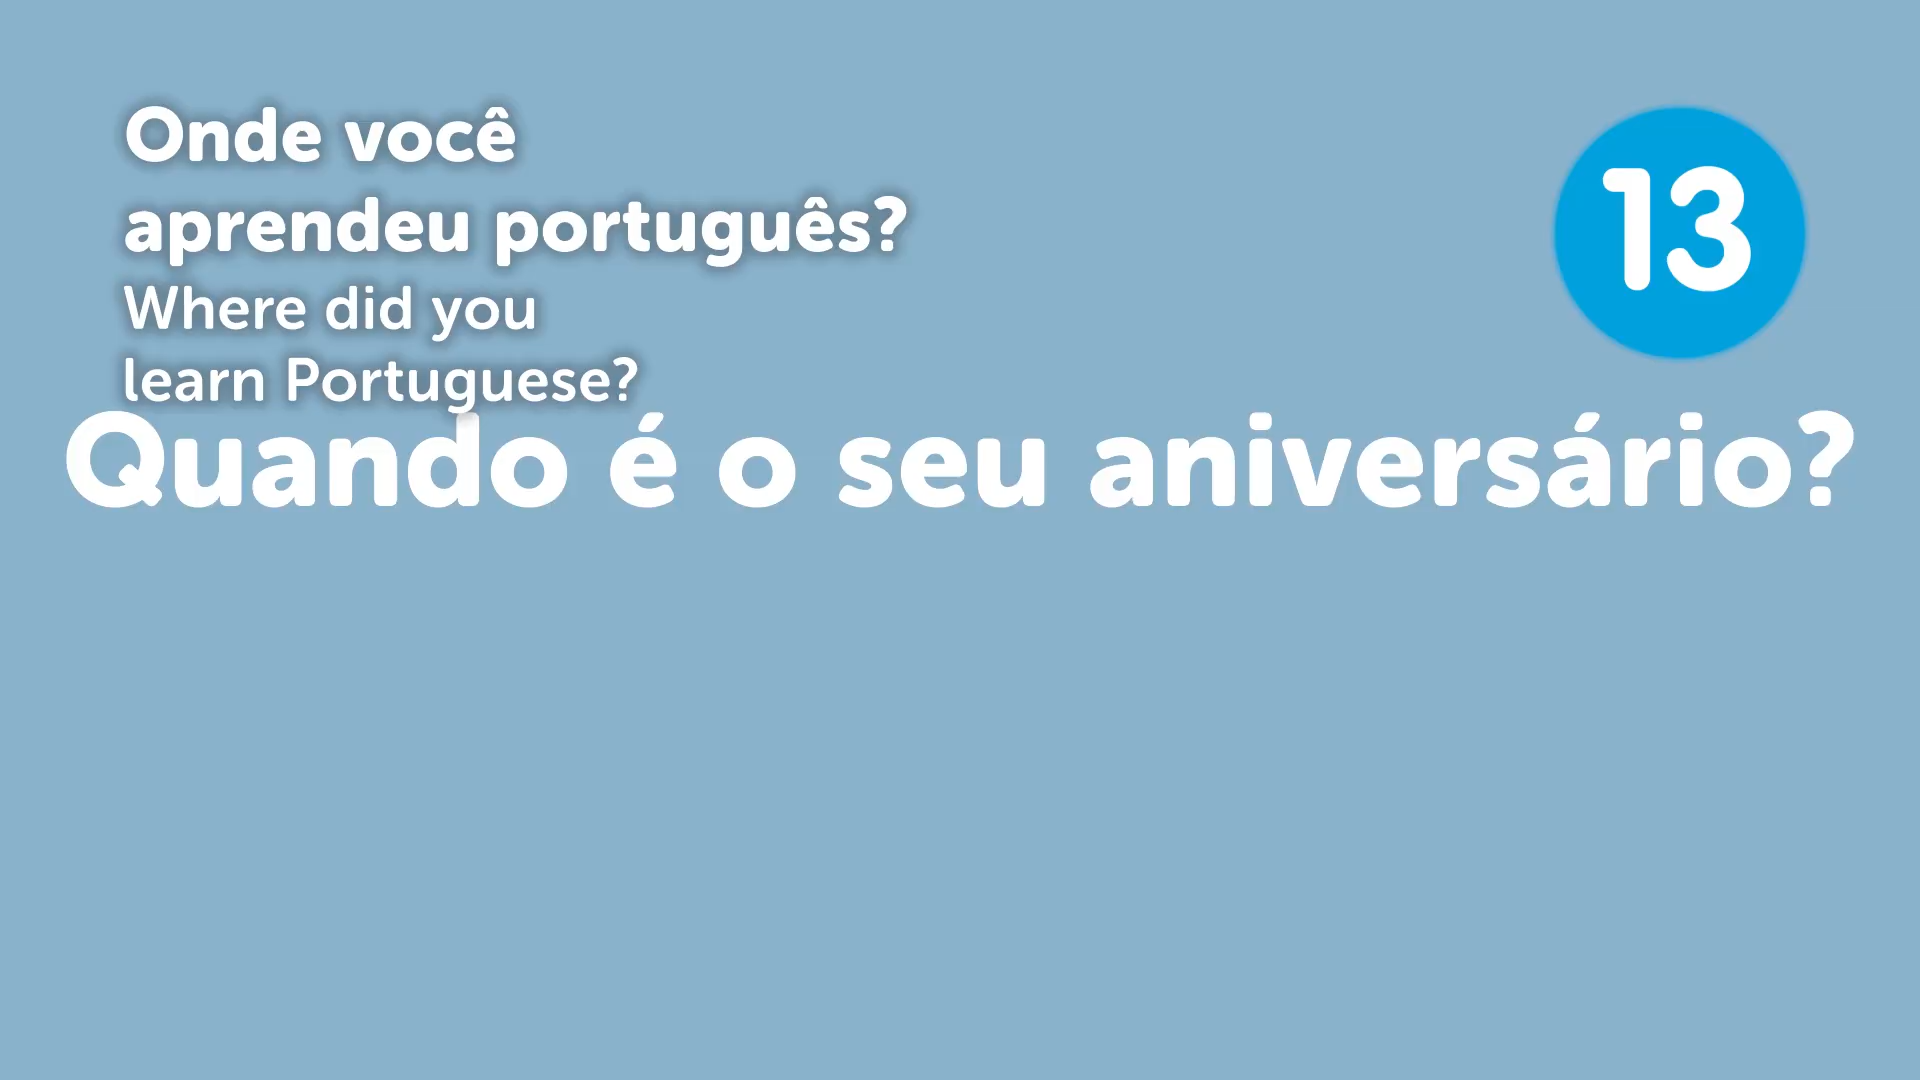 Onde você
aprendeu português?
Where did you
learn Portuguese?
13
Quando é o seu aniversário?